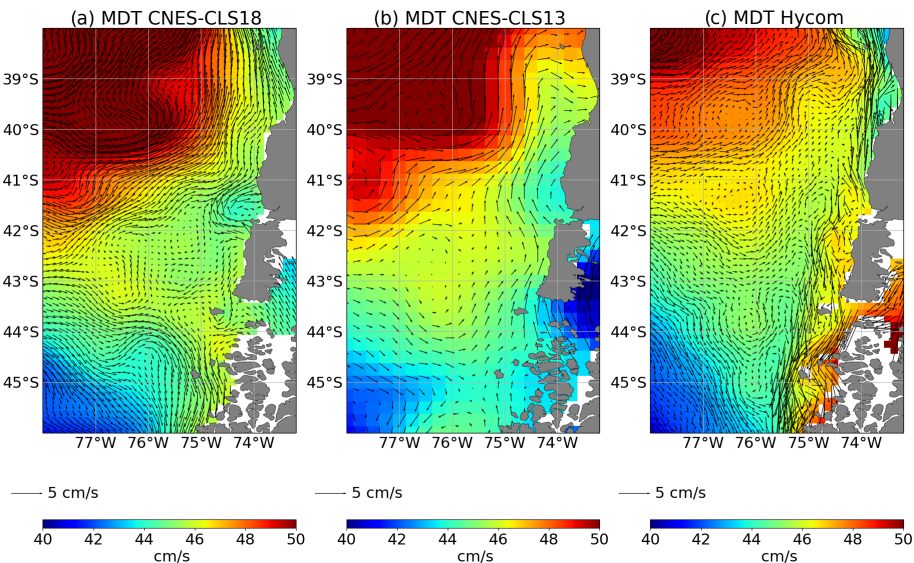 (a) MDT CNES-CLS18
(b) MDT CNES-CLS13
(c) MDT Hycom
39°S
40°S
41°S
42°S
43°S
44°S
45°S
77°W 76°W 75°W 74°W
39°S
40°S
41°S
42°S
43°S
44°S
45°S
77°W 76°W 75°W 74°W
39°S
40°S
41°S
42°S
43°S
44°S
45°S
77°W 76°W 75°W 74°W
5 cm/s
5 cm/s
5 cm/s
40 42 44 46 48 50
cm/s
40 42 44 46 48 50
cm/s
40 42 44 46 48 50
cm/s